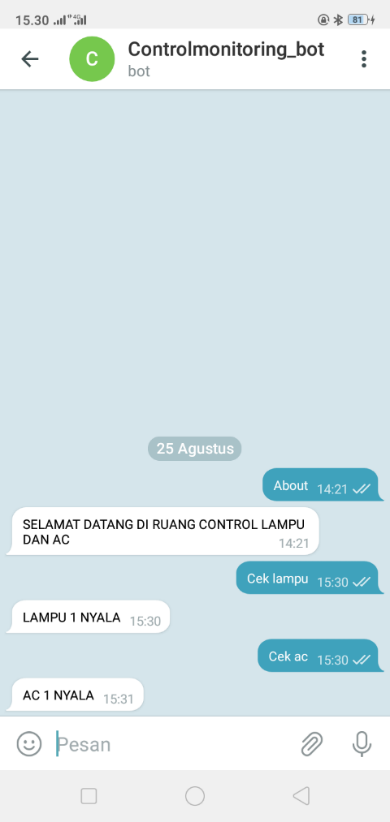 15.30
81
C
Controlmonitoring_bot
bot
25 Agustus
About 14:21
SELAMAT DATANG DI RUANG CONTROL LAMPU
DAN AC
14:21
Cek lampu 15:30
LAMPU 1 NYALA 15:30
Cek ac 15:30
AC 1 NYALA 15:31
Pesan